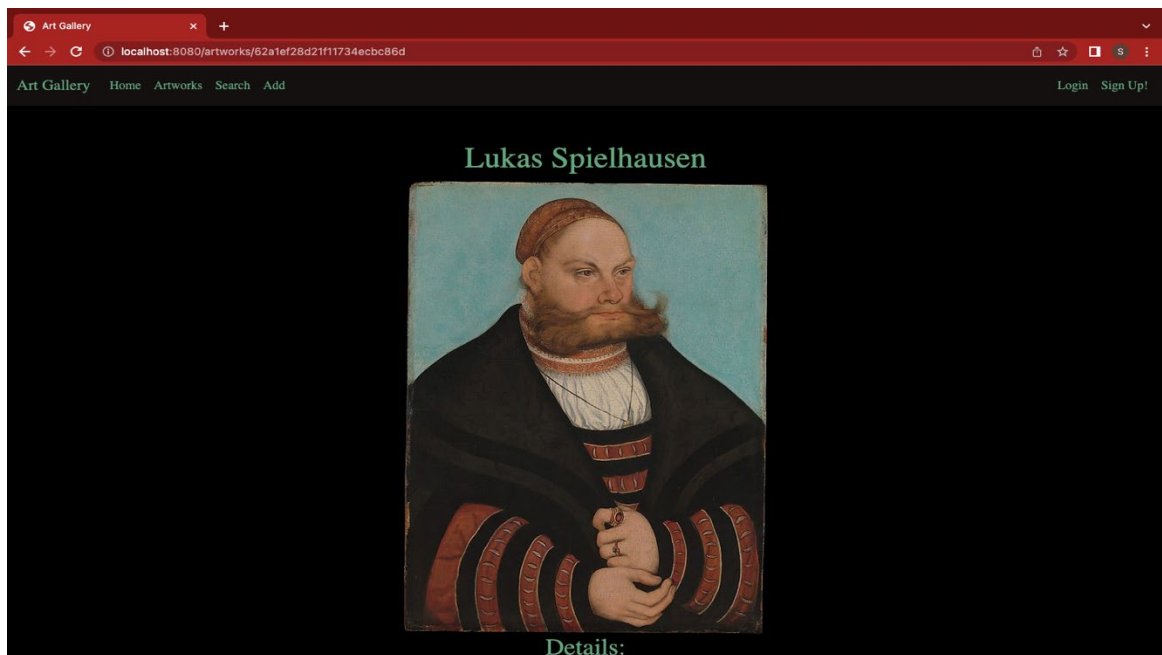 Art Gallery
localhost:8080/artworks/62a1ef28d21f11734ecbc86d
S
Art Gallery Home Artworks Search Add Login Sign Up!
Lukas Spielhausen
Details: